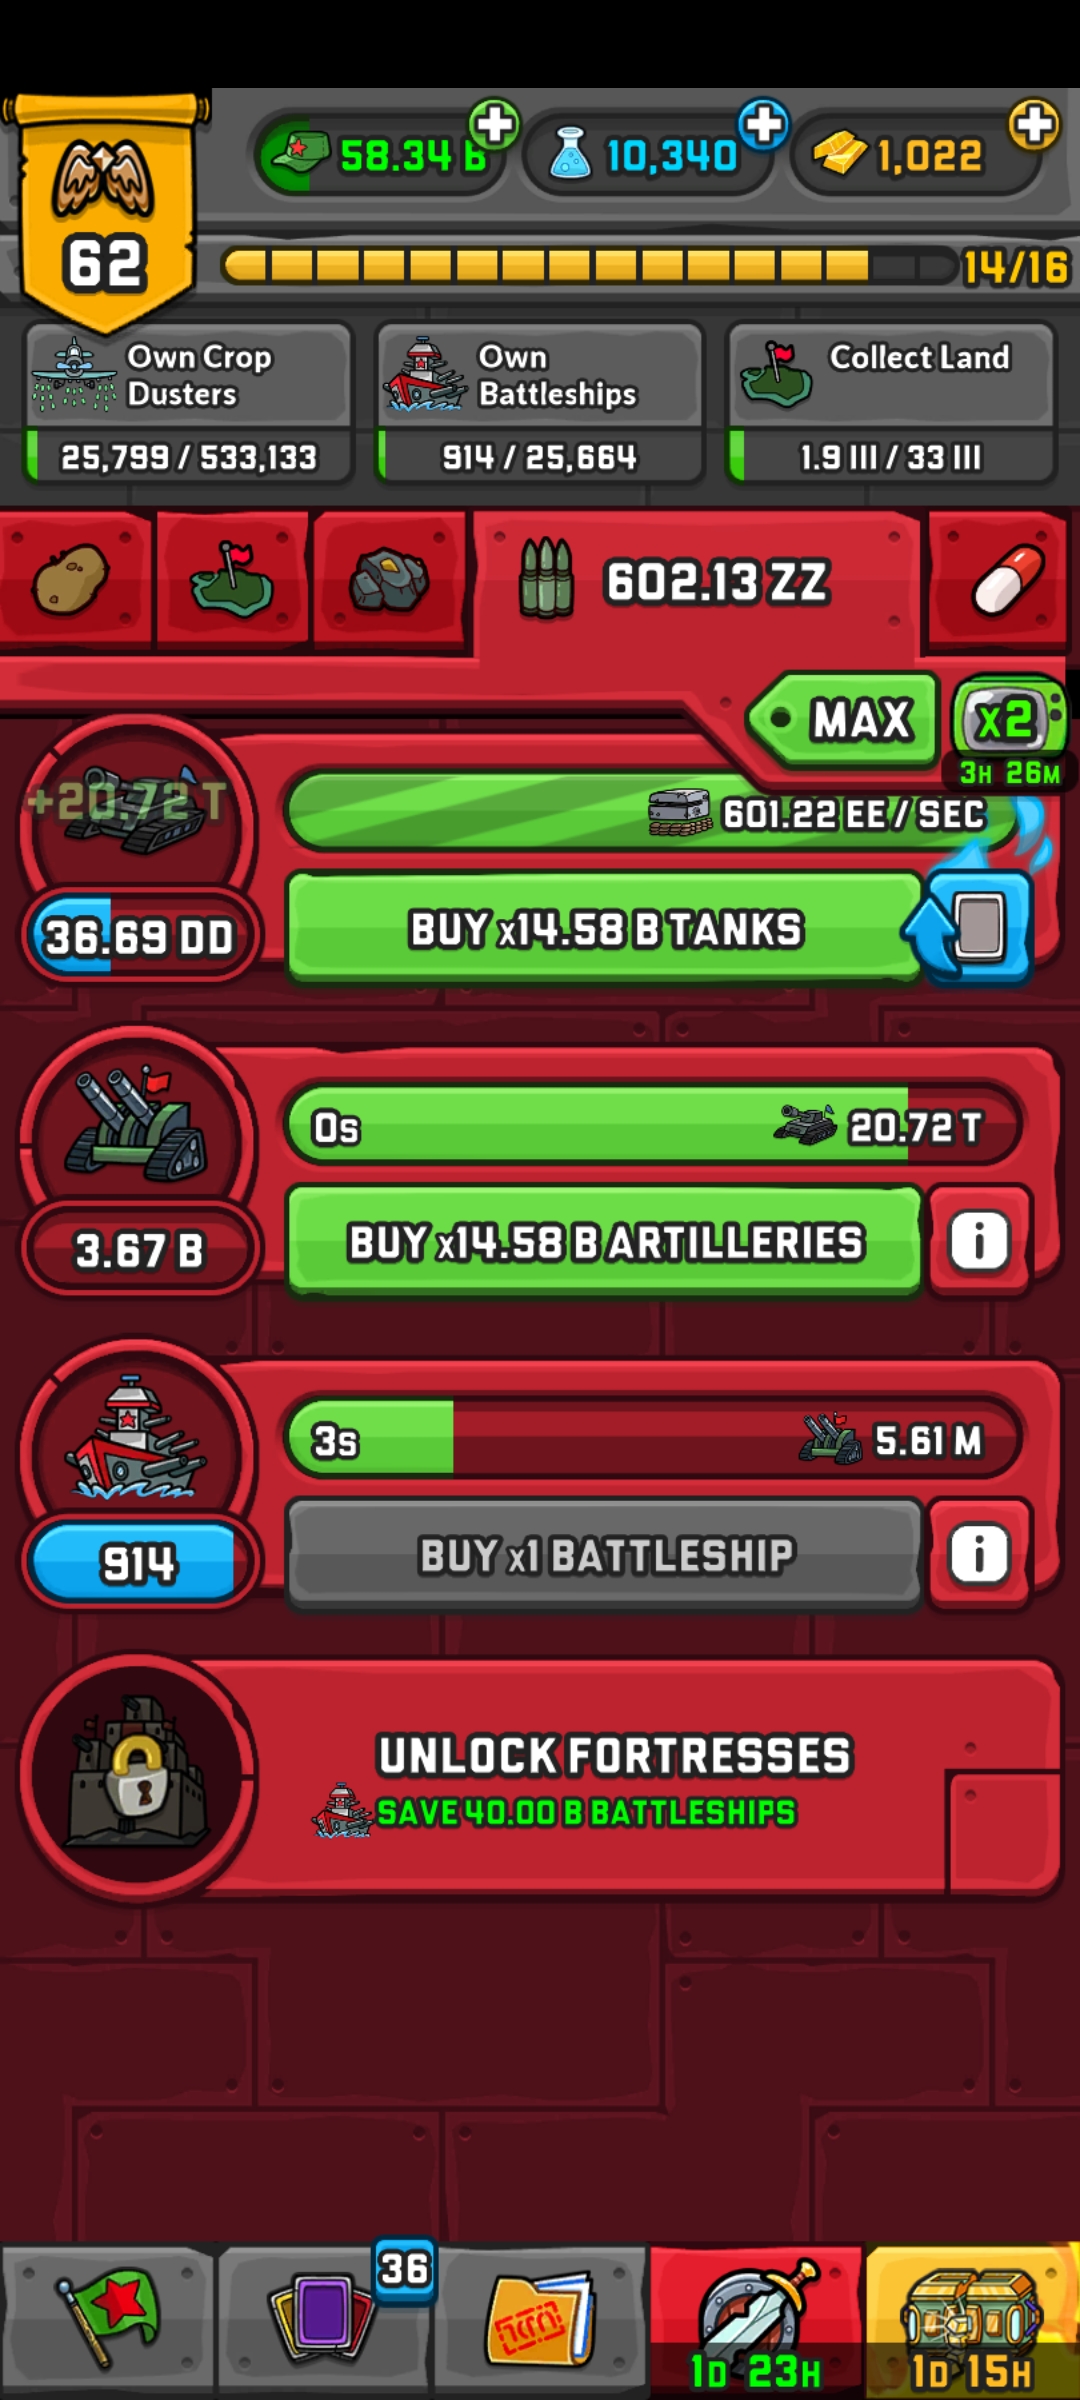 62
58.34 B
10,340
1,022
14/16
Own Crop
Dusters
25,799 / 533,133
Own
Battleships
914 / 25,664
Collect Land
1.9 III / 33 III
602.13 ZZ
MAX
x2
3H 26M
+20.72 T
601.22 EE / SEC
36.69 DD
BUY x14.58 B TANKS
0s
20.72 T
3.67 B
BUY x14.58 B ARTILLERIES
i
3s
5.61 M
914
BUY x1 BATTLESHIP
i
UNLOCK FORTRESSES
SAVE 40.00 B BATTLESHIPS
36
1D 23H
1D 15H